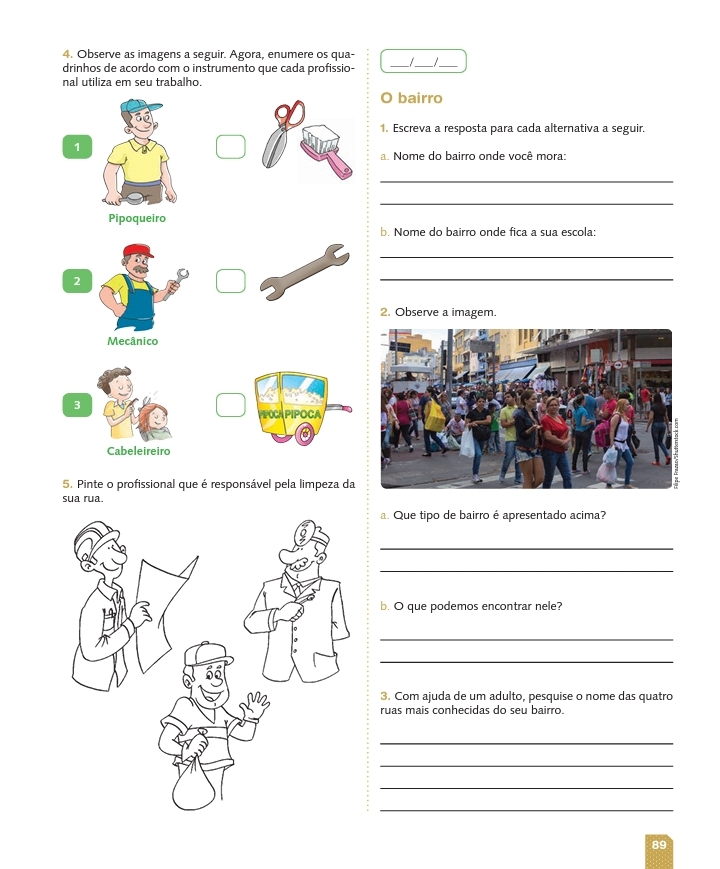 4. Observe as imagens a seguir. Agora, enumere os qua-
drinhos de acordo com o instrumento que cada profissio-
nal utiliza em seu trabalho.
1
Pipoqueiro
2
Mecânico
3
PIPOCA PIPOCA
Cabeleireiro
5. Pinte o profissional que é responsável pela limpeza da
sua rua.
___/___/___
O bairro
1. Escreva a resposta para cada alternativa a seguir.
a. Nome do bairro onde você mora:
b. Nome do bairro onde fica a sua escola:
2. Observe a imagem.
Filipe Frazao/Shutterstock.com
a. Que tipo de bairro é apresentado acima?
b. O que podemos encontrar nele?
3. Com ajuda de um adulto, pesquise o nome das quatro
ruas mais conhecidas do seu bairro.
89